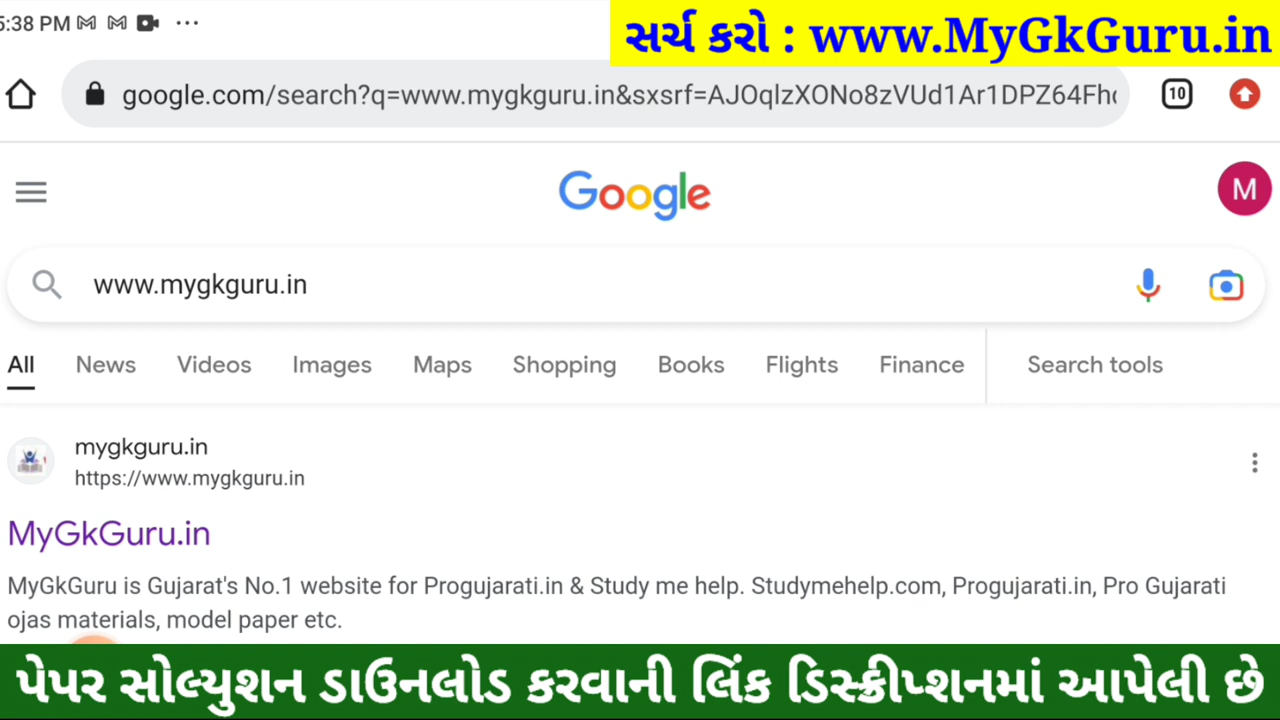 5:38 PM
સર્ચ કરો : www.MyGkGuru.in
google.com/search?q=www.mygkguru.in&sxsrf=AJOqlzXONo8zVUd1Ar1DPZ64Fh
10
Google
M
www.mygkguru.in
All News Videos Images Maps Shopping Books Flights Finance Search tools
mygkguru.in
https://www.mygkguru.in
MyGkGuru.in
MyGkGuru is Gujarat's No.1 website for Progujarati.in & Study me help. Studymehelp.com, Progujarati.in, Pro Gujarati
ojas materials, model paper etc.
પેપર સોલ્યુશન ડાઉનલોડ કરવાની લિંક ડિસ્ક્રીપ્શનમાં આપેલી છે